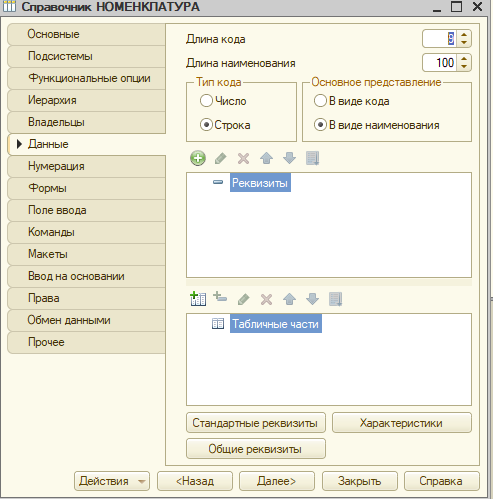 Справочник НОМЕНКЛАТУРА
Основные
Подсистемы
Функциональные опции
Иерархия
Владельцы
Данные
Нумерация
Формы
Поле ввода
Команды
Макеты
Ввод на основании
Права
Обмен данными
Прочее
Длина кода 9
Длина наименования 100
Тип кода
Число
Строка
Основное представление
В виде кода
В виде наименования
Реквизиты
Табличные части
Стандартные реквизиты Характеристики
Общие реквизиты
Действия <Назад Далее> Закрыть Справка